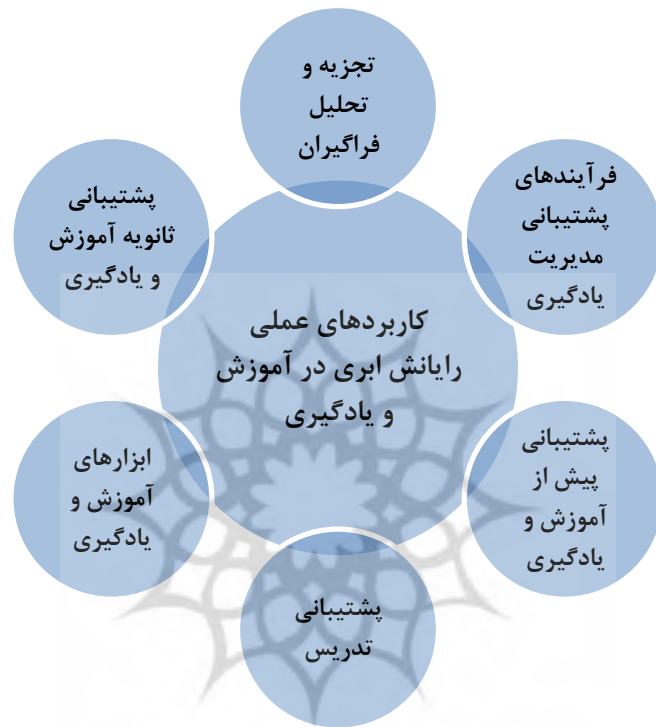 تجزیه و
تحلیل
فراگیران
فرآیندهای
پشتیبانی
مدیریت
یادگیری
پشتیبانی
پیش از
آموزش و
یادگیری
پشتیبانی
تدریس
ابزارهای
آموزش و
یادگیری
پشتیبانی
ثانویه آموزش
و یادگیری
کاربردهای عملی
رایانش ابری در آموزش
و یادگیری